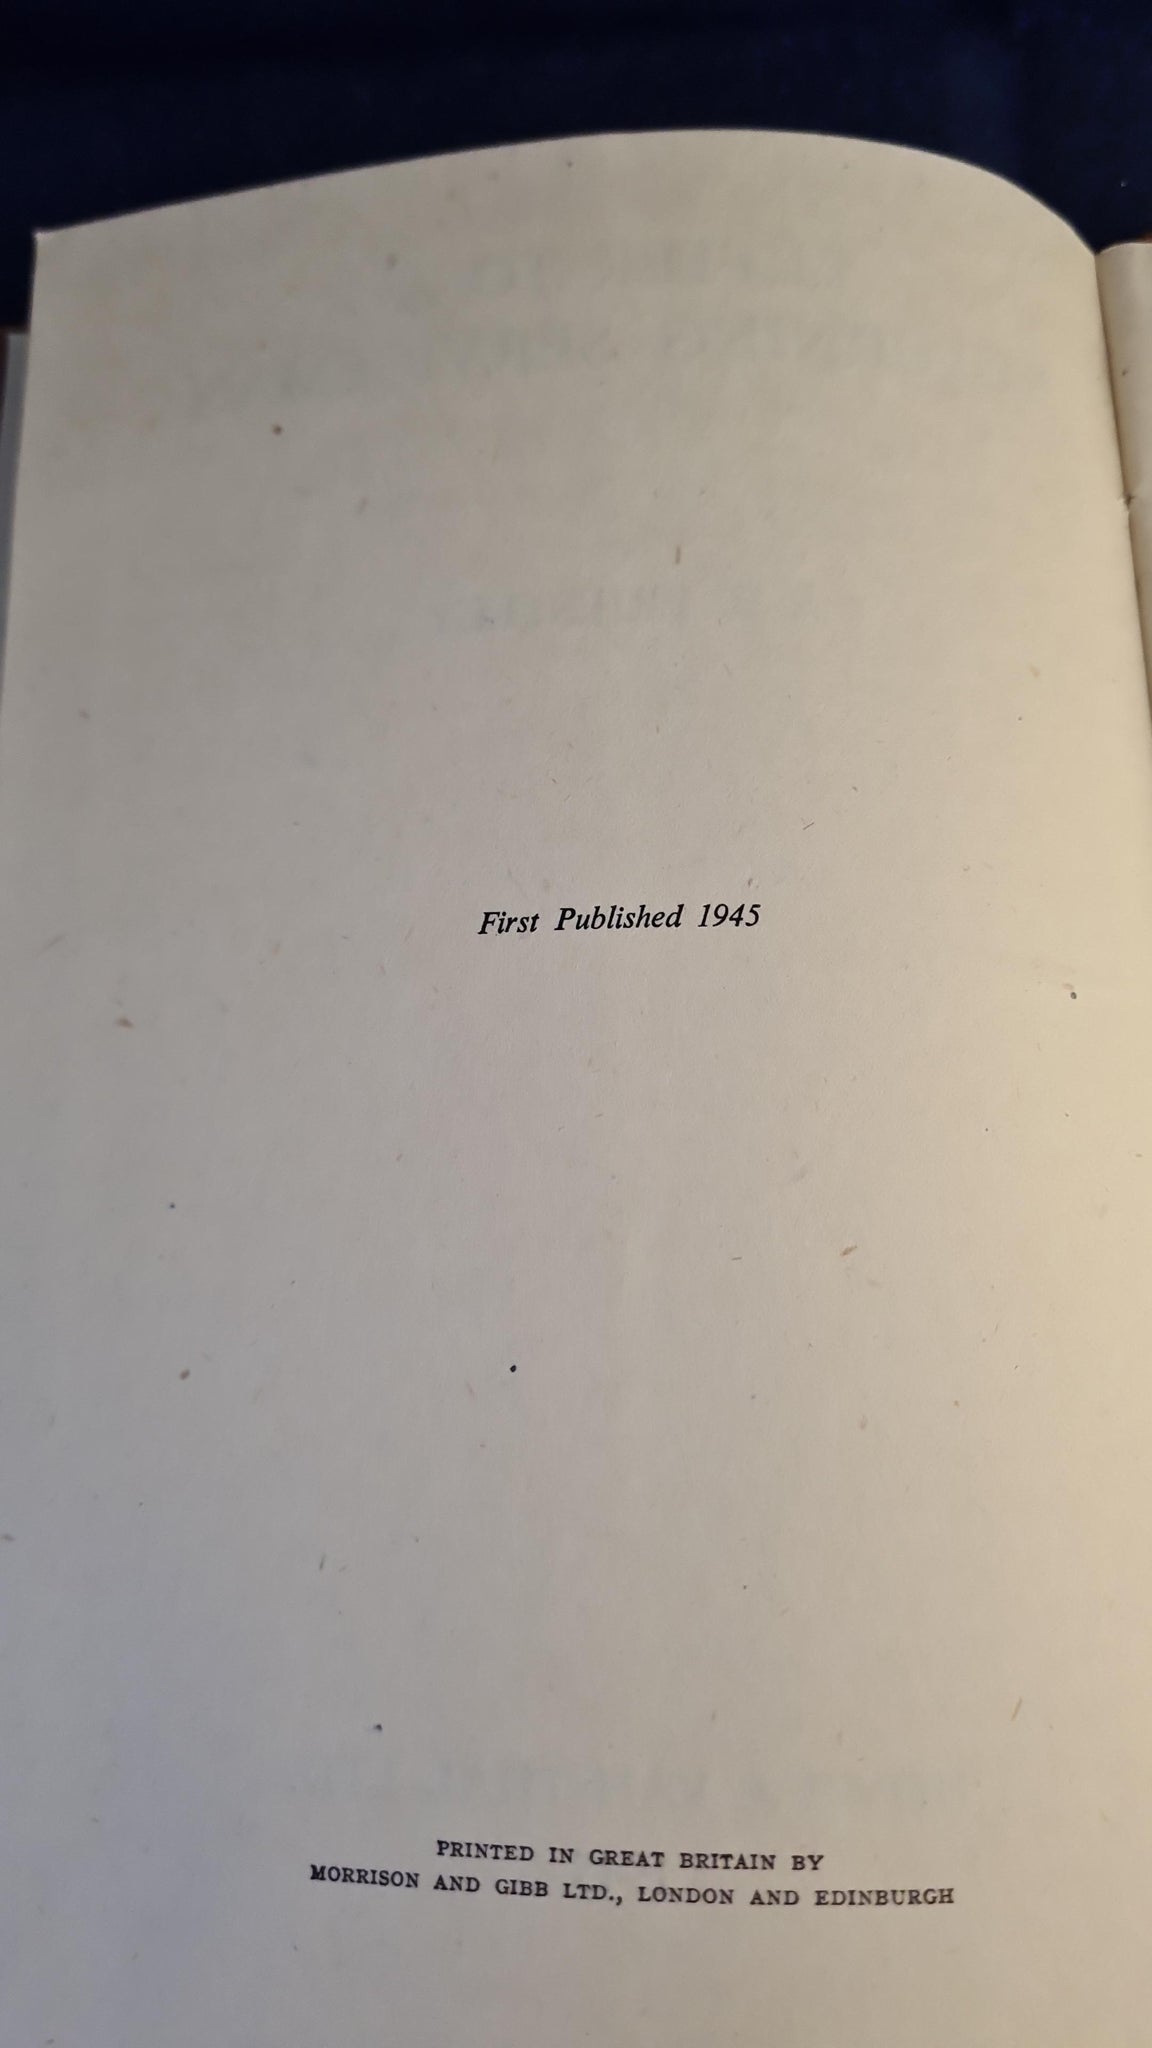 First Published 1945
PRINTED IN GREAT BRITAIN BY
MORRISON AND GIBB LTD., LONDON AND EDINBURGH